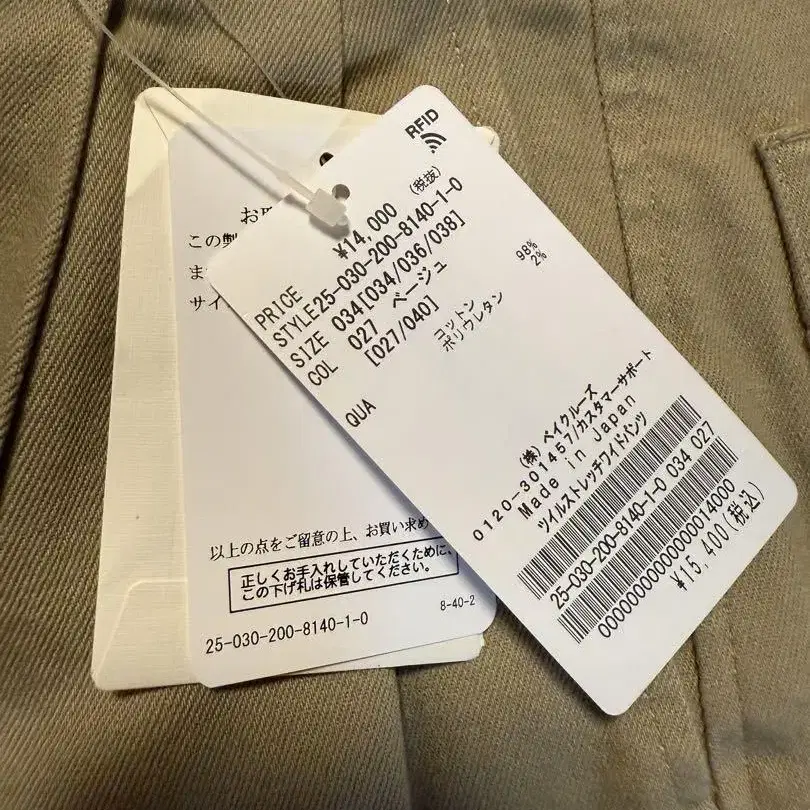 RFID
PRICE ¥14,000 (税抜)
STYLE25-030-200-8140-1-0
SIZE 034[034/036/038]
COL 027 ベージュ
[027/040]
QUA コットン 98%
ポリウレタン 2%
(株) ベイクルーズ
0120-301457/カスタマーサポート
Made in Japan
ツイルストレッチワイドパンツ
25-030-200-8140-1-0 034 027
0000000000000014000
¥15,400(税込)
この製
サイ
以上の点をご留意の上、お買い求め
正しくお手入れしていただくために、
この下げ札は保管してください。
8-40-2
25-030-200-8140-1-0